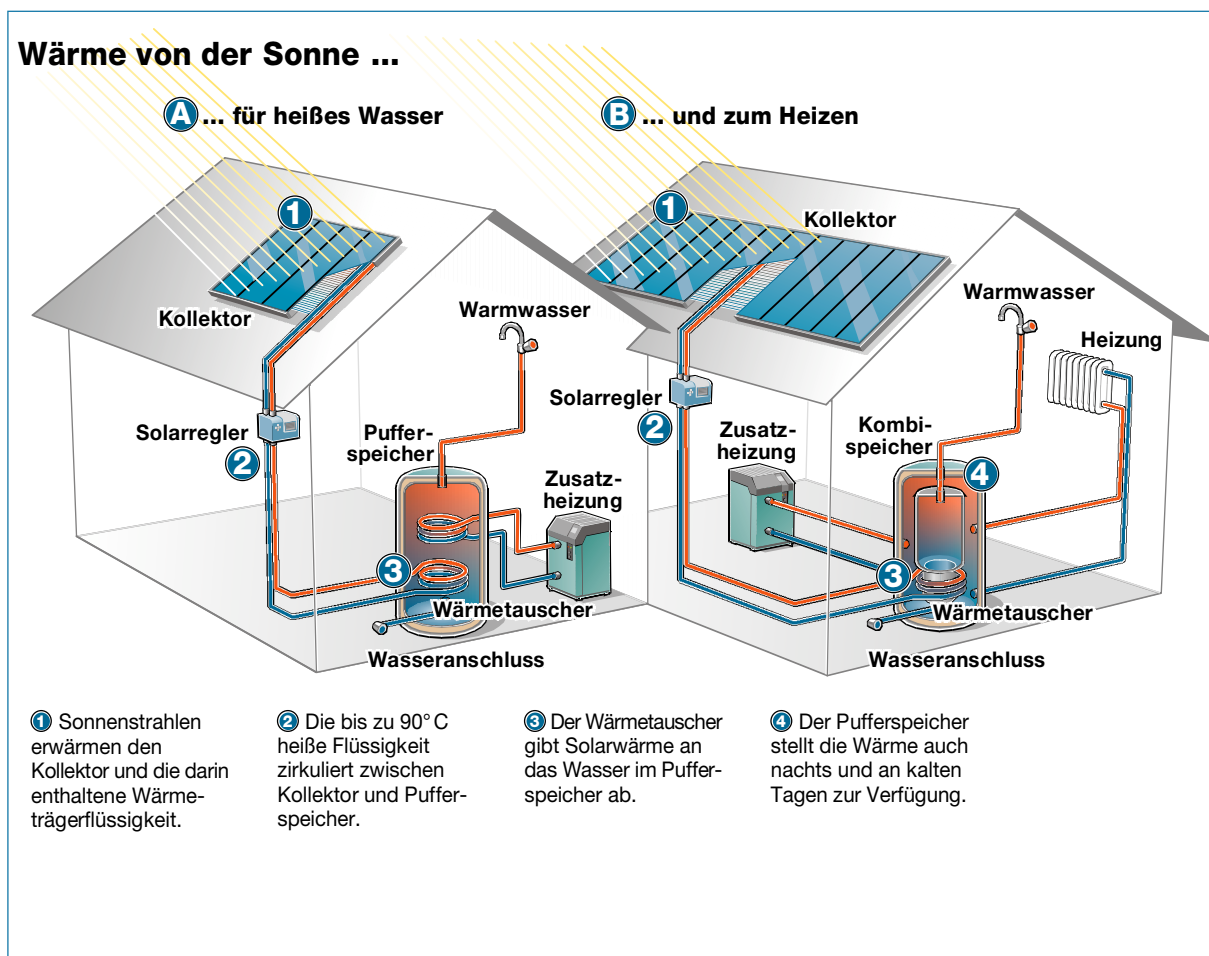 Wärme von der Sonne ...
A ... für heißes Wasser
B ... und zum Heizen
1
Kollektor
Warmwasser
Solarregler
2
Puffer-
speicher
Zusatz-
heizung
3
Wärmetauscher
Wasseranschluss
1
Kollektor
Warmwasser
Heizung
Solarregler
2
Zusatz-
heizung
Kombi-
speicher
4
3
Wärmetauscher
Wasseranschluss
1 Sonnenstrahlen
erwärmen den
Kollektor und die darin
enthaltene Wärme-
trägerflüssigkeit.
2 Die bis zu 90° C
heiße Flüssigkeit
zirkuliert zwischen
Kollektor und Puffer-
speicher.
3 Der Wärmetauscher
gibt Solarwärme an
das Wasser im Puffer-
speicher ab.
4 Der Pufferspeicher
stellt die Wärme auch
nachts und an kalten
Tagen zur Verfügung.